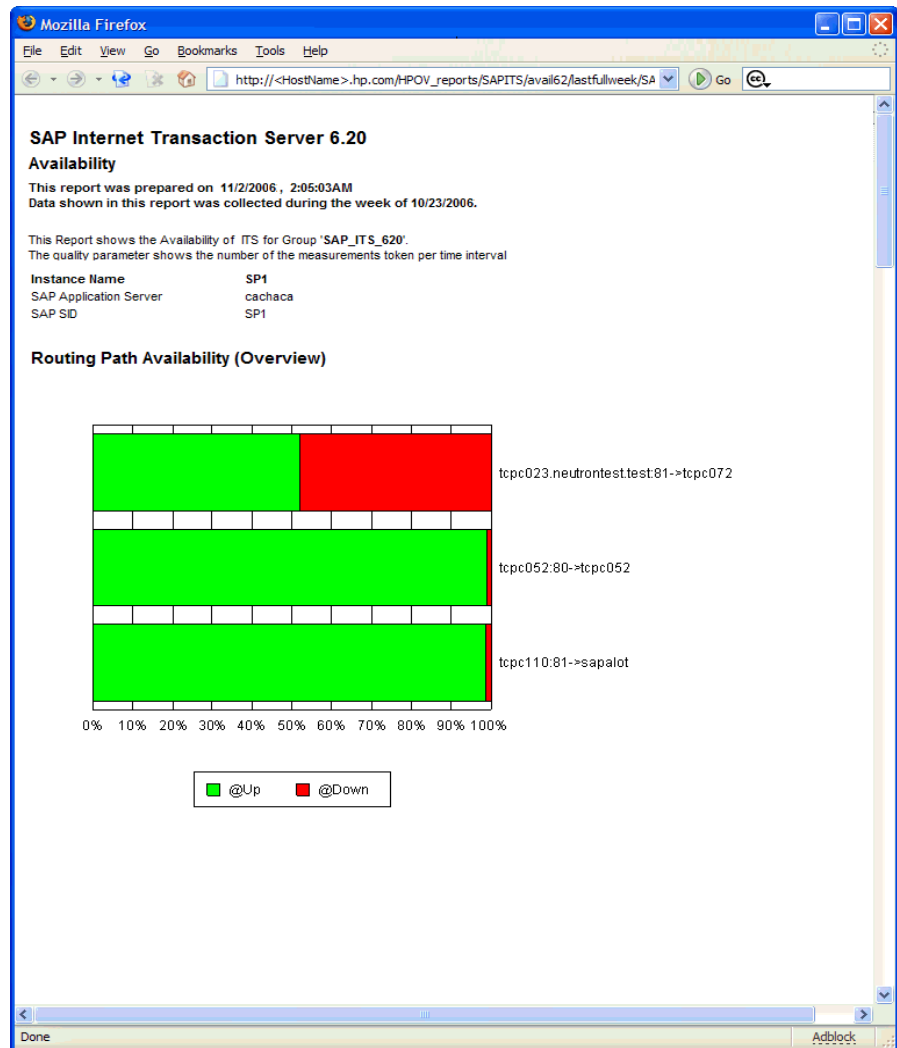 Mozilla Firefox
File Edit View Go Bookmarks Tools Help
http://<HostName>.hp.com/HPOV_reports/SAPITS/avail62/lastfullweek/SA Go cc
SAP Internet Transaction Server 6.20
Availability
This report was prepared on 11/2/2006 , 2:05:03AM
Data shown in this report was collected during the week of 10/23/2006.
This Report shows the Availability of ITS for Group 'SAP_ITS_620'.
The quality parameter shows the number of the measurements token per time interval
Instance Name SP1
SAP Application Server cachaca
SAP SID SP1
Routing Path Availability (Overview)
tcpc023.neutrontest.test:81->tcpc072
tcpc052:80->tcpc052
tcpc110:81->sapalot
0% 10% 20% 30% 40% 50% 60% 70% 80% 90% 100%
@Up @Down
Done Adblock